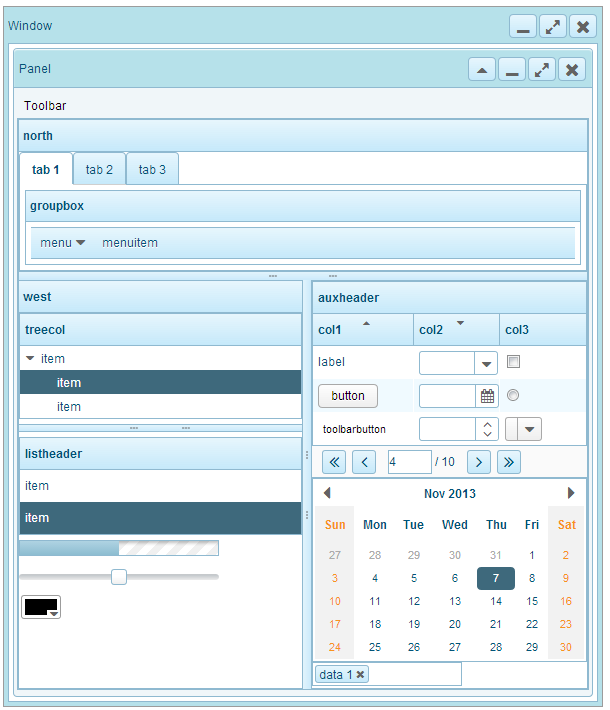 Window
Panel
Toolbar
north
tab 1 tab 2 tab 3
groupbox
menu menuitem
west
treecol
item
item
item
listheader
item
item
auxheader
col1 col2 col3
label
button
toolbarbutton
4 / 10
Nov 2013
Sun Mon Tue Wed Thu Fri Sat
27 28 29 30 31 1 2
3 4 5 6 7 8 9
10 11 12 13 14 15 16
17 18 19 20 21 22 23
24 25 26 27 28 29 30
data 1